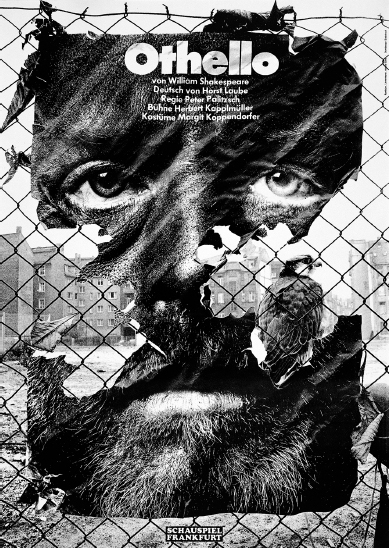 Othello
von William Shakespeare
Deutsch von Horst Laube
Regie Peter Palitzsch
Bühne Herbert Kapplmüller
Kostüme Margit Koppendorfer
SCHAUSPIEL
FRANKFURT